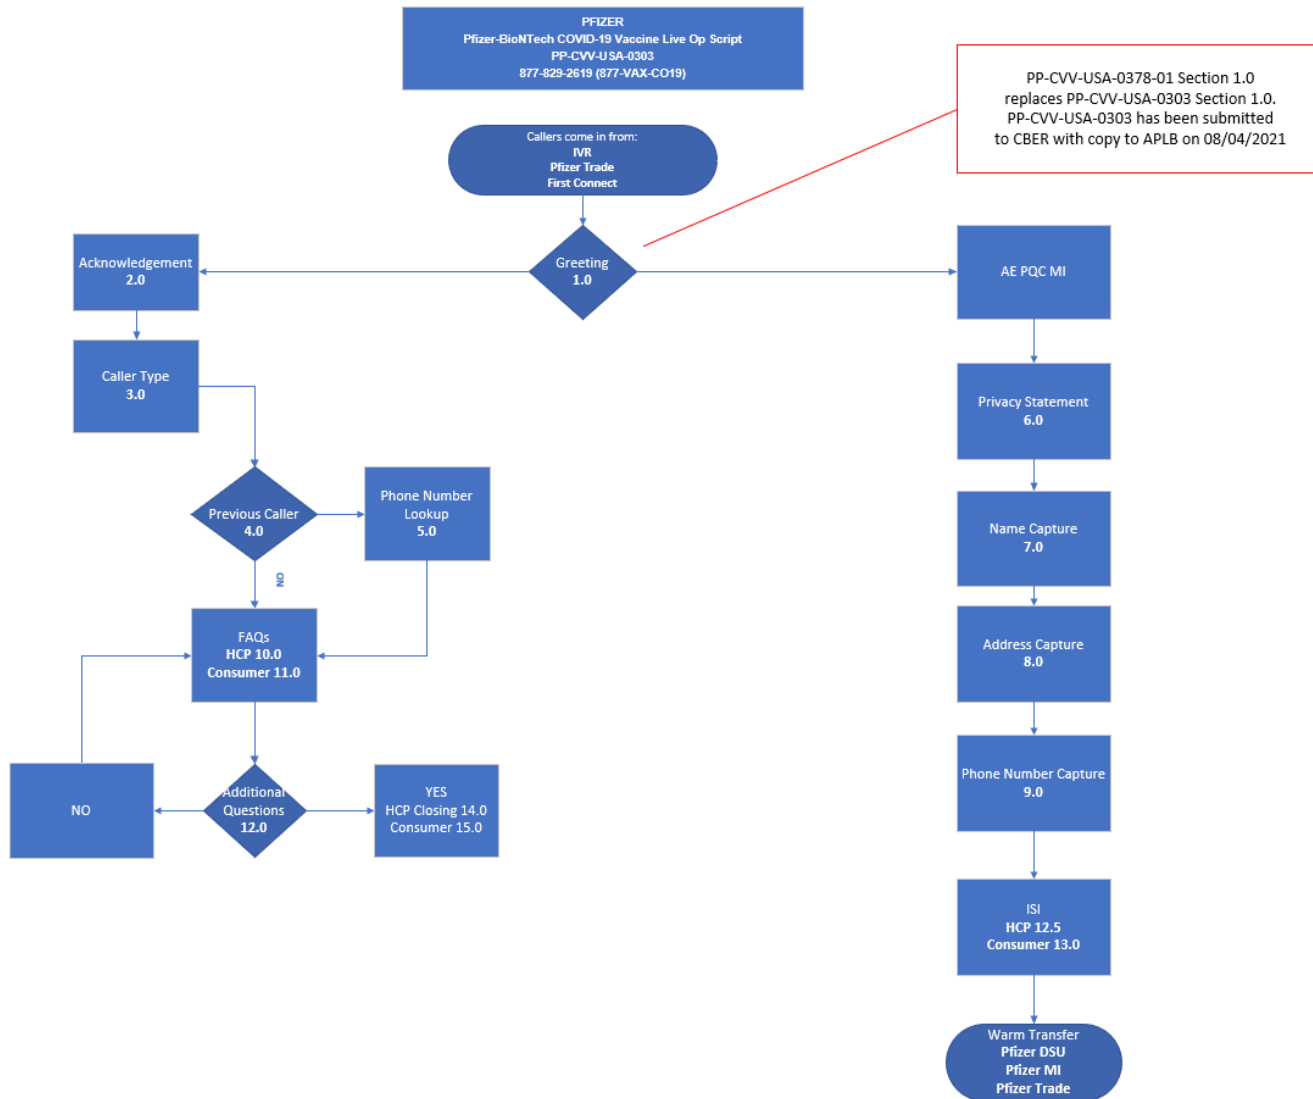 PFIZER
Pfizer-BioNTech COVID-19 Vaccine Live Op Script
PP-CVV-USA-0303
877-829-2619 (877-VAX-CO19)
PP-CVV-USA-0378-01 Section 1.0
replaces PP-CVV-USA-0303 Section 1.0.
PP-CVV-USA-0303 has been submitted
to CBER with copy to APLB on 08/04/2021
Callers come in from:
IVR
Pfizer Trade
First Connect
Greeting
1.0
Acknowledgement
2.0
Caller Type
3.0
Previous Caller
4.0
Phone Number
Lookup
5.0
NO
FAQs
HCP 10.0
Consumer 11.0
Additional
Questions
12.0
NO
YES
HCP Closing 14.0
Consumer 15.0
AE PQC MI
Privacy Statement
6.0
Name Capture
7.0
Address Capture
8.0
Phone Number Capture
9.0
ISI
HCP 12.5
Consumer 13.0
Warm Transfer
Pfizer DSU
Pfizer MI
Pfizer Trade